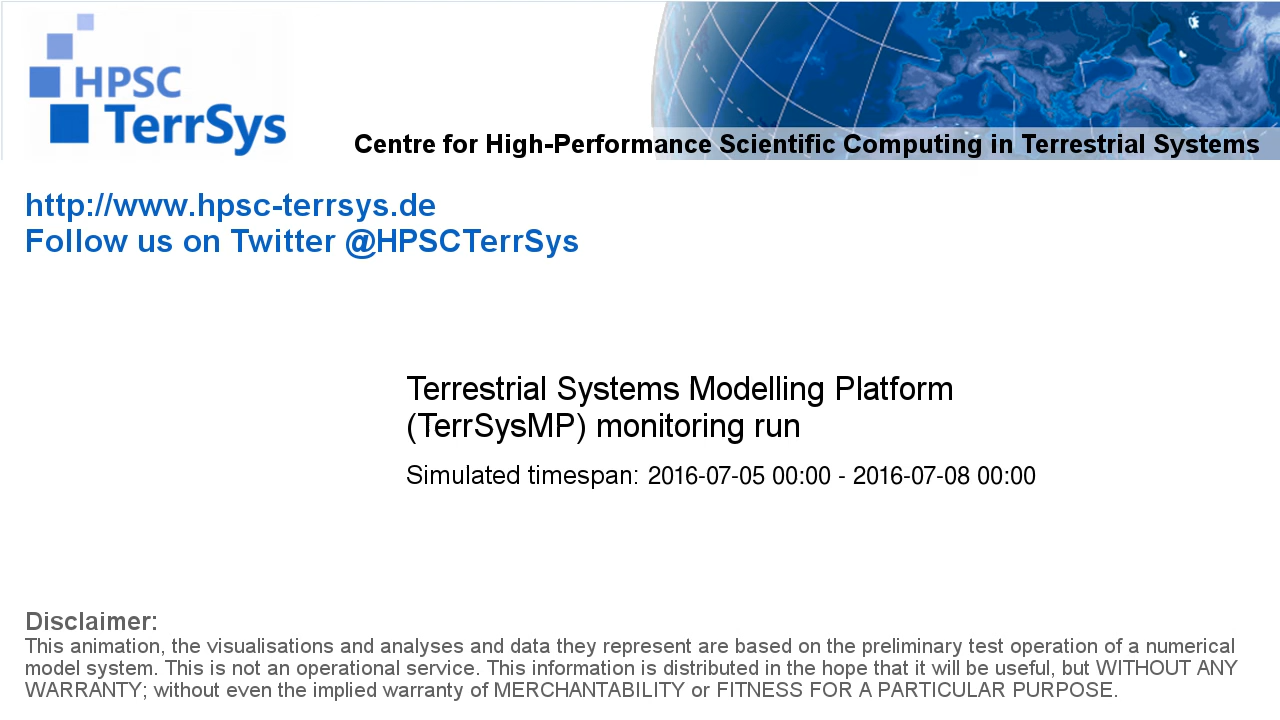 HPSC
TerrSys
Centre for High-Performance Scientific Computing in Terrestrial Systems
http://www.hpsc-terrsys.de
Follow us on Twitter @HPSCTerrSys
Terrestrial Systems Modelling Platform
(TerrSysMP) monitoring run
Simulated timespan: 2016-07-05 00:00 - 2016-07-08 00:00
Disclaimer:
This animation, the visualisations and analyses and data they represent are based on the preliminary test operation of a numerical
model system. This is not an operational service. This information is distributed in the hope that it will be useful, but WITHOUT ANY
WARRANTY; without even the implied warranty of MERCHANTABILITY or FITNESS FOR A PARTICULAR PURPOSE.